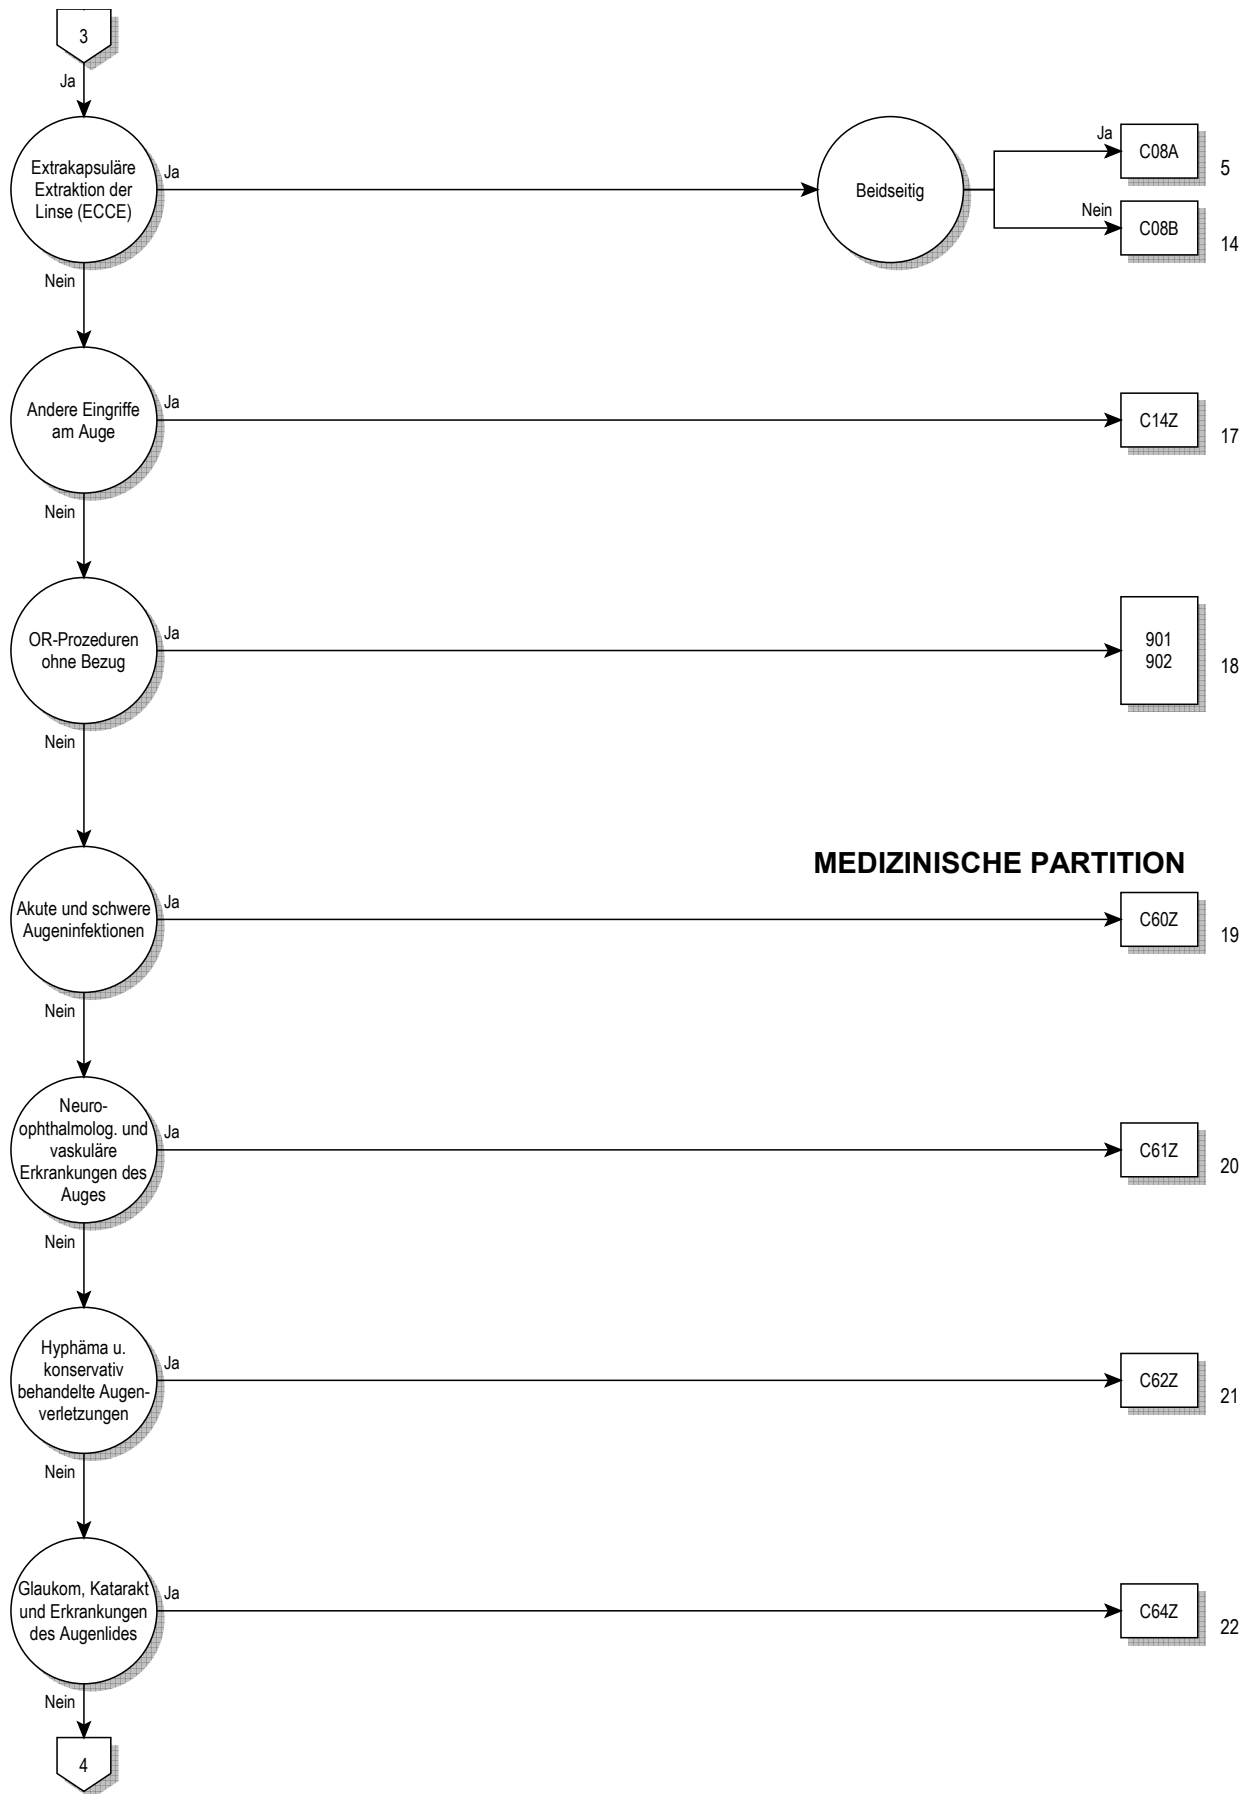 3
Ja
Extrakapsuläre
Extraktion der
Linse (ECCE)
Ja
Beidseitig
Ja
C08A
5
Nein
C08B
14
Nein
Andere Eingriffe
am Auge
Ja
C14Z
17
Nein
OR-Prozeduren
ohne Bezug
Ja
901
902
18
Nein
MEDIZINISCHE PARTITION
Akute und schwere
Augeninfektionen
Ja
C60Z
19
Nein
Neuro-
ophthalmolog. und
vaskuläre
Erkrankungen des
Auges
Ja
C61Z
20
Nein
Hyphäma u.
konservativ
behandelte Augen-
verletzungen
Ja
C62Z
21
Nein
Glaukom, Katarakt
und Erkrankungen
des Augenlides
Ja
C64Z
22
Nein
4